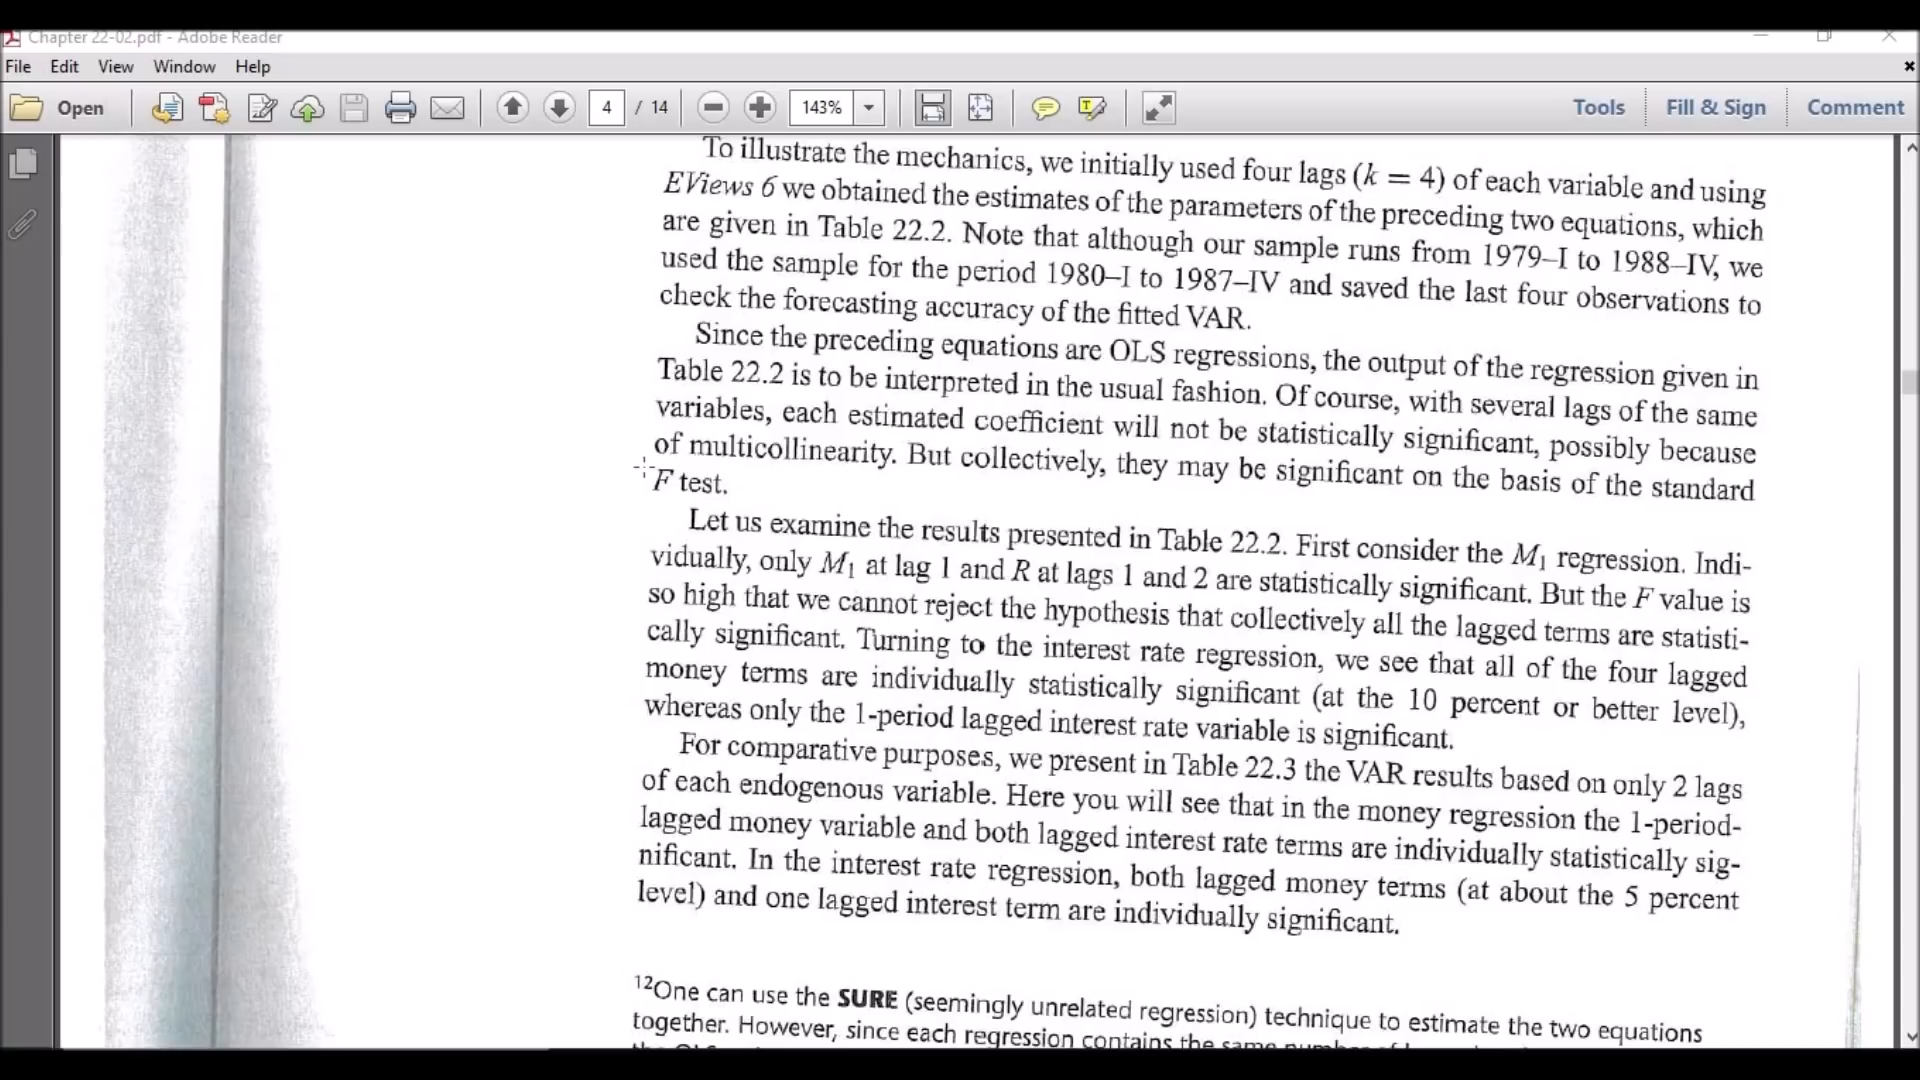 Chapter 22-02.pdf - Adobe Reader
File Edit View Window Help
Open 4 / 14 143% Tools Fill & Sign Comment
To illustrate the mechanics, we initially used four lags (k = 4) of each variable and using
EViews 6 we obtained the estimates of the parameters of the preceding two equations, which
are given in Table 22.2. Note that although our sample runs from 1979–I to 1988–IV, we
used the sample for the period 1980–I to 1987–IV and saved the last four observations to
check the forecasting accuracy of the fitted VAR.
Since the preceding equations are OLS regressions, the output of the regression given in
Table 22.2 is to be interpreted in the usual fashion. Of course, with several lags of the same
variables, each estimated coefficient will not be statistically significant, possibly because
of multicollinearity. But collectively, they may be significant on the basis of the standard
F test.
Let us examine the results presented in Table 22.2. First consider the M₁ regression. Indi-
vidually, only M₁ at lag 1 and R at lags 1 and 2 are statistically significant. But the F value is
so high that we cannot reject the hypothesis that collectively all the lagged terms are statisti-
cally significant. Turning to the interest rate regression, we see that all of the four lagged
money terms are individually statistically significant (at the 10 percent or better level),
whereas only the 1-period lagged interest rate variable is significant.
For comparative purposes, we present in Table 22.3 the VAR results based on only 2 lags
of each endogenous variable. Here you will see that in the money regression the 1-period-
lagged money variable and both lagged interest rate terms are individually statistically sig-
nificant. In the interest rate regression, both lagged money terms (at about the 5 percent
level) and one lagged interest term are individually significant.
¹²One can use the SURE (seemingly unrelated regression) technique to estimate the two equations
together. However, since each regression contains the same number of